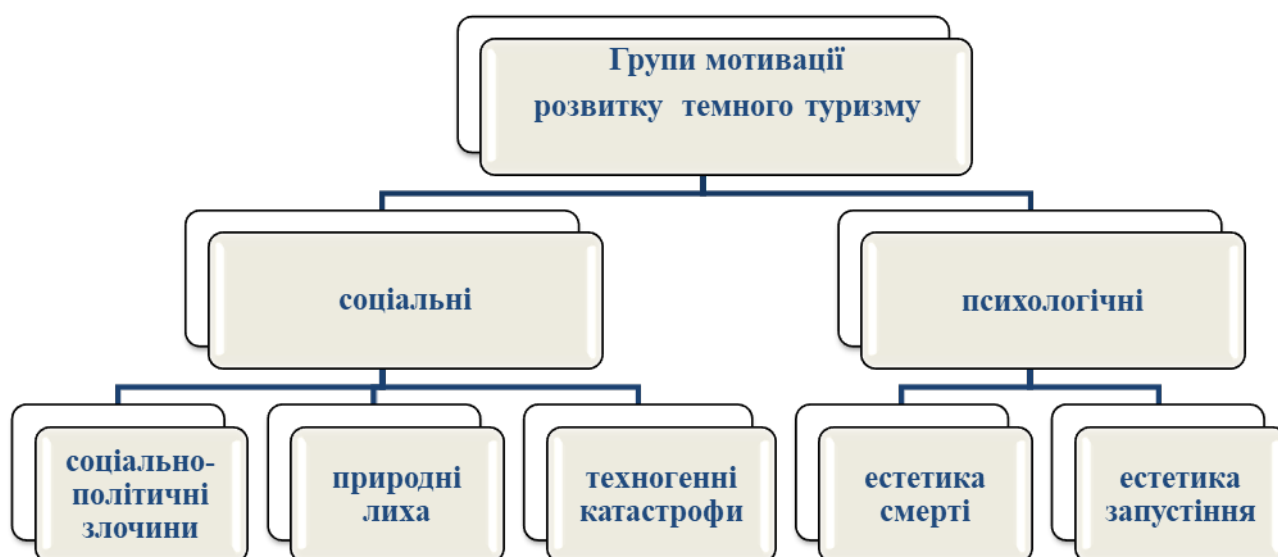 Групи мотивації
розвитку темного туризму
соціальні
психологічні
соціально-
політичні
злочини
природні
лиха
техногенні
катастрофи
естетика
смерті
естетика
запустіння